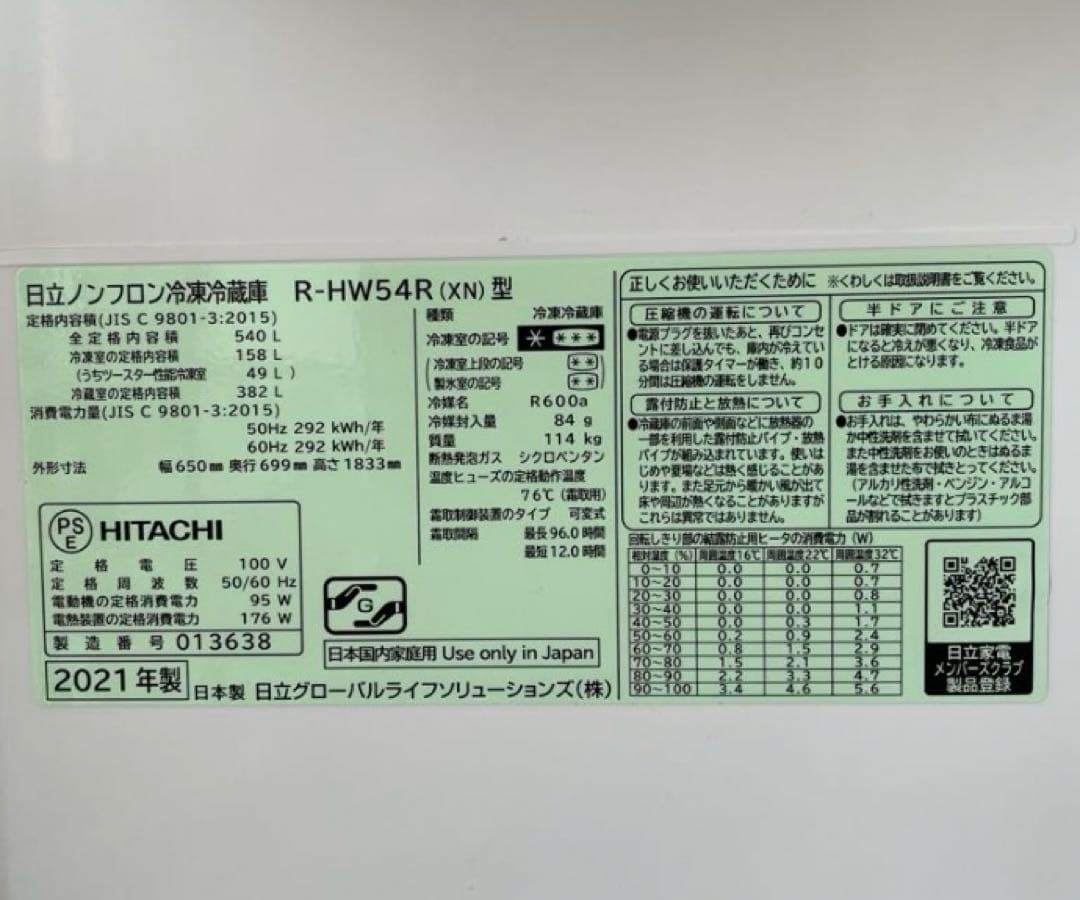 日立ノンフロン冷凍冷蔵庫 R-HW54R(XN)型
定格内容積(JIS C 9801-3:2015)
全定格内容積 540 L
冷凍室の定格内容積 158 L
(うちツースター性能冷凍室 49 L )
冷蔵室の定格内容積 382 L
消費電力量(JIS C 9801-3:2015)
50Hz 292 kWh/年
60Hz 292 kWh/年
外形寸法 幅650㎜ 奥行699㎜ 高さ1833㎜
PSE HITACHI
定格電圧 100 V
定格周波数 50/60 Hz
電動機の定格消費電力 95 W
電熱装置の定格消費電力 176 W
製造番号 013638
2021年製
日本製 日立グローバルライフソリューションズ(株)
種類 冷凍冷蔵庫
冷凍室の記号 * ***
(冷凍室上段の記号 **
製氷室の記号 **)
冷媒名 R600a
冷媒封入量 84 g
質量 114 kg
断熱発泡ガス シクロペンタン
温度ヒューズの定格動作温度
76℃(霜取用)
霜取制御装置のタイプ 可変式
霜取間隔 最長96.0時間
最短12.0時間
G
日本国内家庭用 Use only in Japan
正しくお使いいただくために ※くわしくは取扱説明書をご覧ください。
圧縮機の運転について
●電源プラグを抜いたあと、再びコンセ
ントに差し込んでも、庫内が冷えてい
る場合は保護タイマーが働き、約10
分間は圧縮機の運転をしません。
露付防止と放熱について
●冷蔵庫の前面や側面などに放熱器の
一部を利用した露付防止パイプ・放熱
パイプが組み込まれています。使いは
じめや夏場などは熱く感じることがあ
ります。また足元から暖かい風が出て
床や周辺が熱くなることがありますが
これらは異常ではありません。
半ドアにご注意
●ドアは確実に閉めてください。半ドア
になると冷えが悪くなり、冷凍食品が
とける原因になります。
お手入れについて
●お手入れは、やわらかい布にぬるま湯
か中性洗剤を含ませて拭いてください。
また中性洗剤をお使いのときはぬるま
湯を含ませた布で拭きとってください。
(アルカリ性洗剤・ベンジン・アルコ
ールなどで拭きますとプラスチック部
品が割れることがあります)
回転しきり部の結露防止用ヒータの消費電力(W)
相対湿度(%) 周囲温度16℃ 周囲温度22℃ 周囲温度32℃
0~10 0.0 0.0 0.7
10~20 0.0 0.0 0.7
20~30 0.0 0.0 0.8
30~40 0.0 0.0 1.1
40~50 0.0 0.3 1.7
50~60 0.2 0.9 2.4
60~70 0.8 1.5 2.9
70~80 1.5 2.1 3.6
80~90 2.2 3.3 4.7
90~100 3.4 4.6 5.6
日立家電
メンバーズクラブ
製品登録